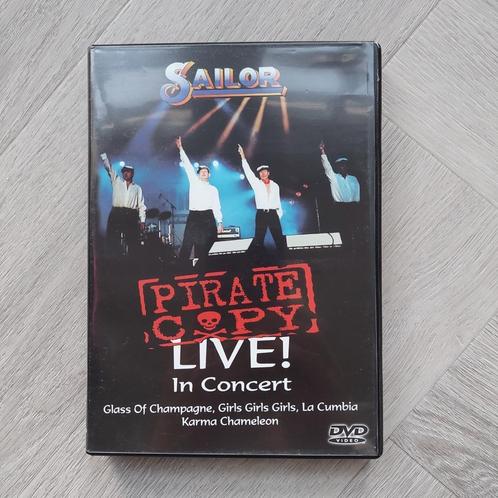 SAILOR
PIRATE
COPY
LIVE!
In Concert
Glass Of Champagne, Girls Girls Girls, La Cumbia
Karma Chameleon
DVD
VIDEO